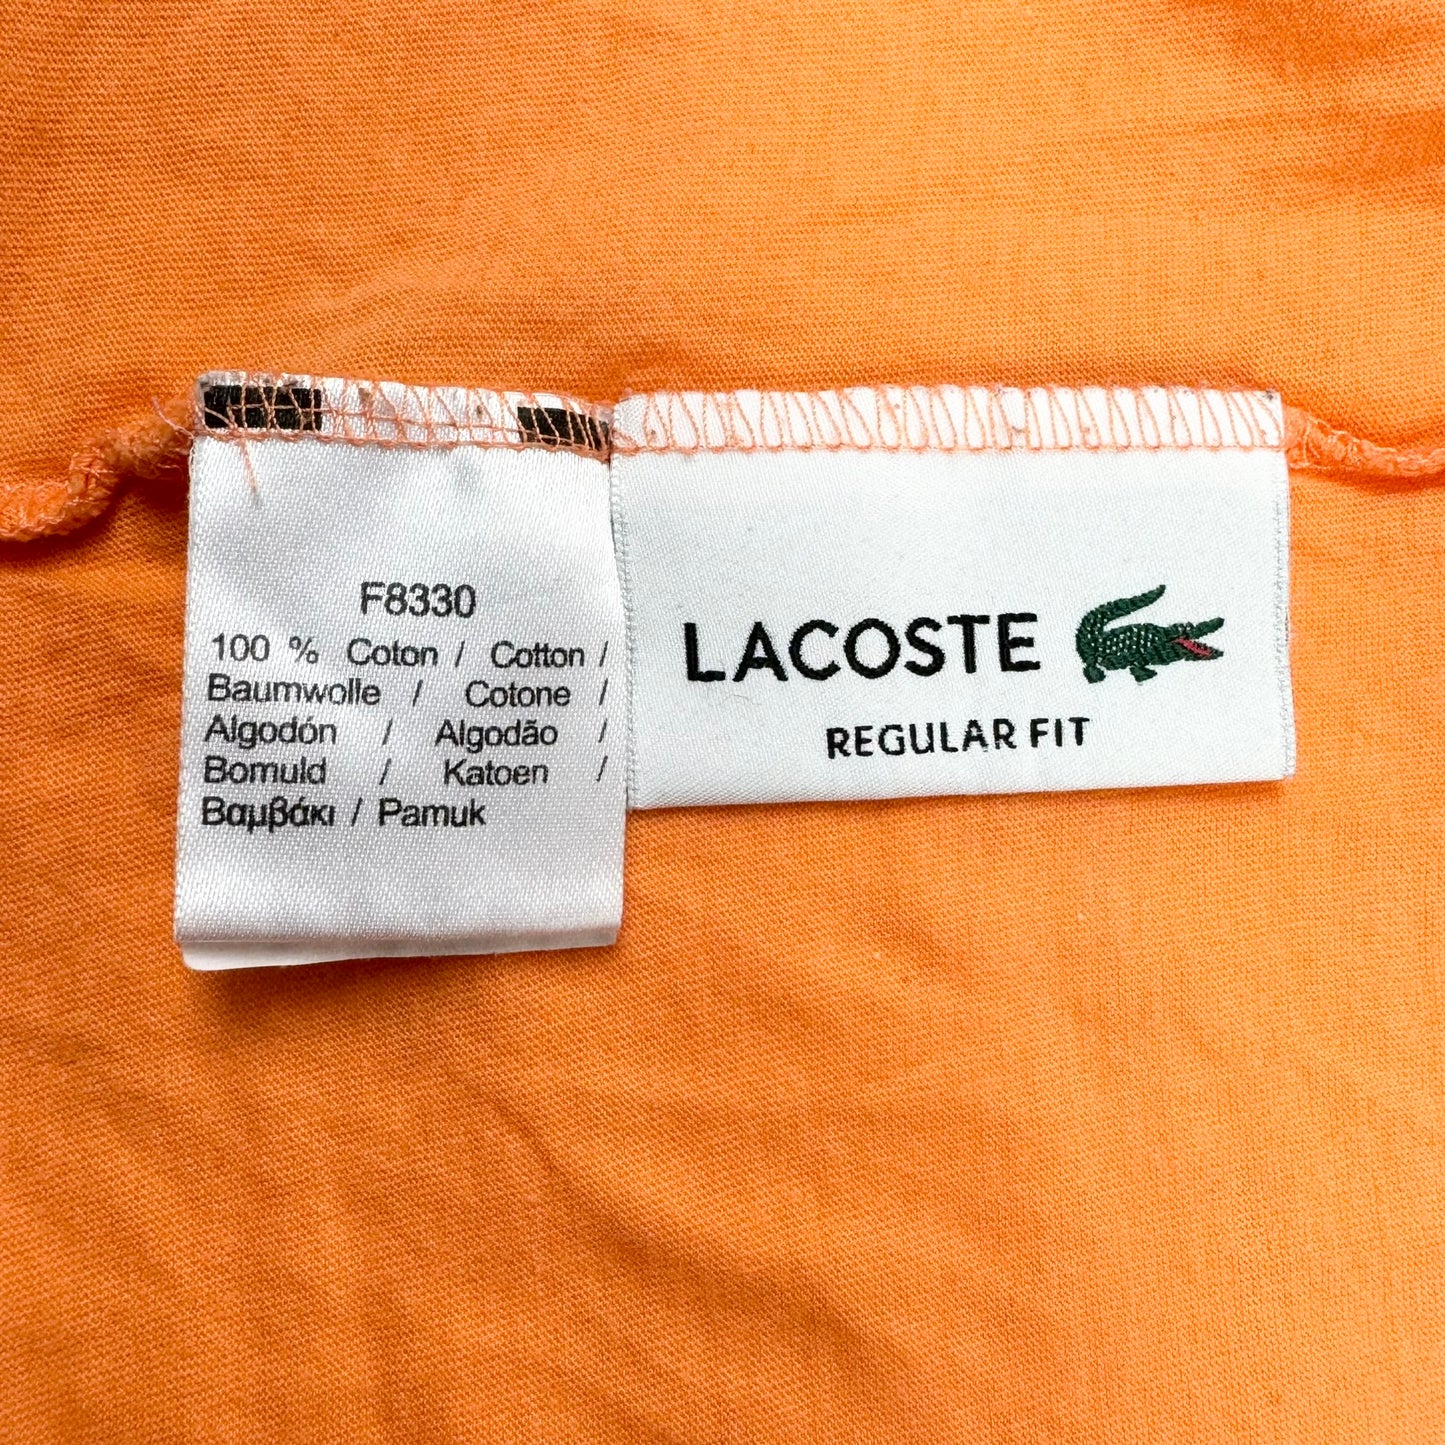 F8330
100 % Coton / Cotton /
Baumwolle / Cotone /
Algodón / Algodão /
Bomuld / Katoen /
Βαμβάκι / Pamuk
LACOSTE
REGULAR FIT